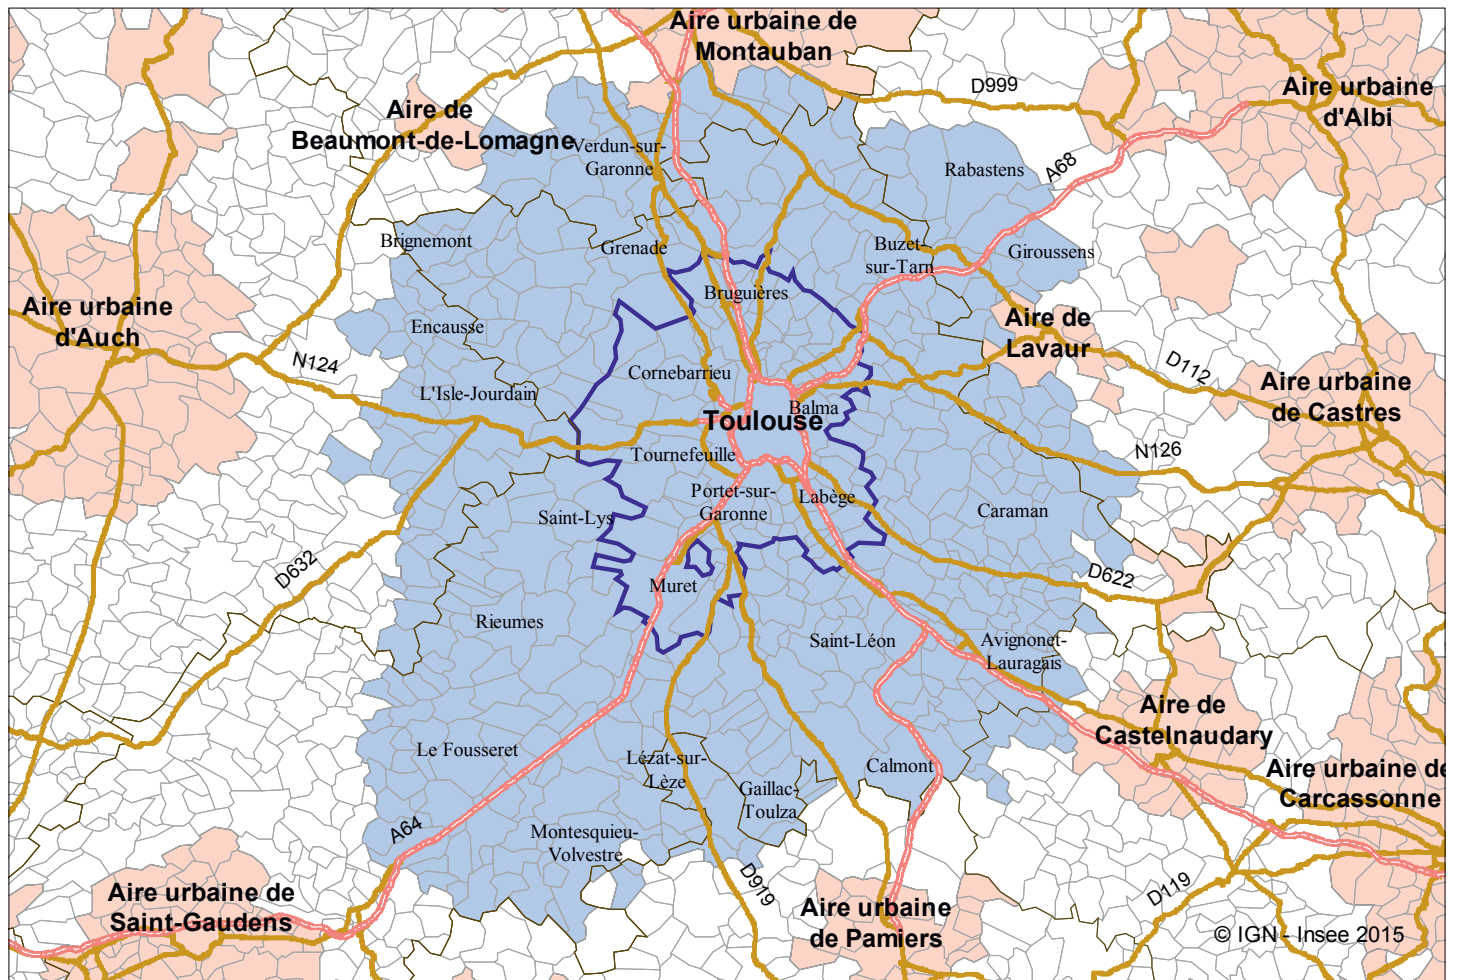 Aire urbaine de
Montauban
D999
Aire urbaine
d'Albi
Aire de
Beaumont-de-Lomagne
Verdun-sur-
Garonne
Rabastens
A68
Brignemont
Grenade
Buzet-
sur-Tarn
Giroussens
Bruguières
Aire urbaine
d'Auch
Encausse
Aire de
Lavaur
N124
Cornebarrieu
D112
Aire urbaine
de Castres
L'Isle-Jourdain
Balma
Toulouse
Tournefeuille
N126
Portet-sur-
Garonne
Labège
Saint-Lys
Caraman
D632
D622
Muret
Rieumes
Saint-Léon
Avignonet-
Lauragais
Aire de
Castelnaudary
Le Fousseret
Lézat-sur-
Lèze
Calmont
Gaillac-
Toulza
Aire urbaine de
Carcassonne
A64
Montesquieu-
Volvestre
D919
D119
Aire urbaine de
Saint-Gaudens
Aire urbaine
de Pamiers
© IGN - Insee 2015